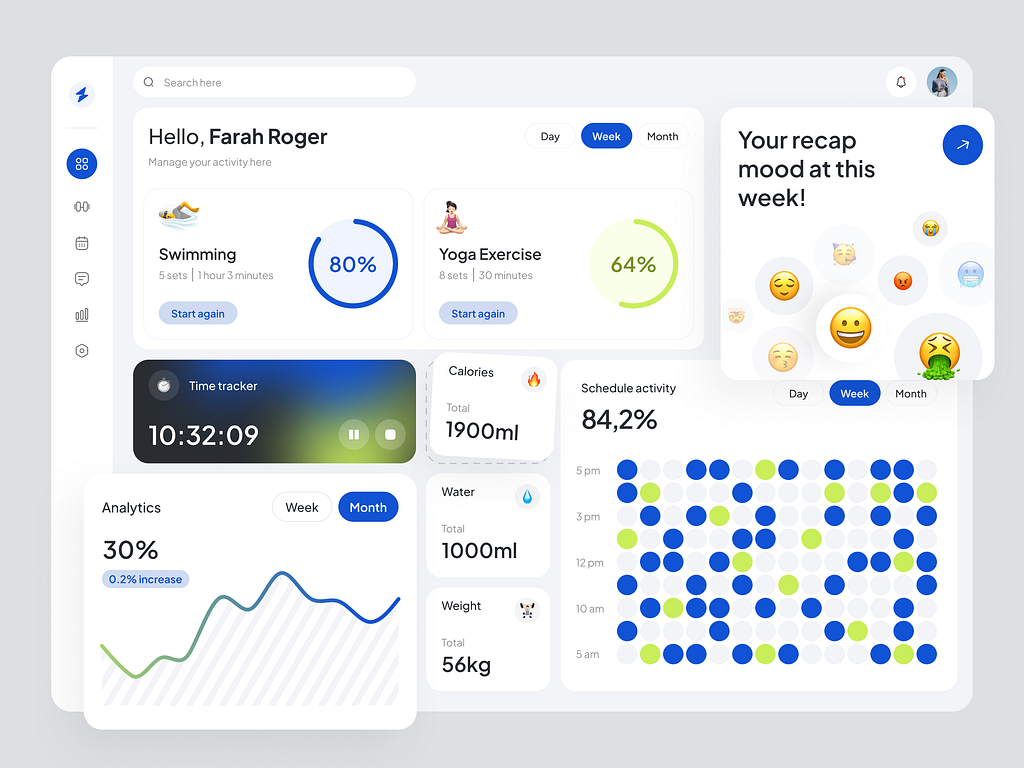 Search here
Hello, Farah Roger
Manage your activity here
Day
Week
Month
Swimming
5 sets | 1 hour 3 minutes
80%
Start again
Yoga Exercise
8 sets | 30 minutes
64%
Start again
Your recap
mood at this
week!
Time tracker
10:32:09
Calories
Total
1900ml
Schedule activity
84,2%
Day
Week
Month
5 pm
3 pm
12 pm
10 am
5 am
Analytics
Week
Month
30%
0.2% increase
Water
Total
1000ml
Weight
Total
56kg